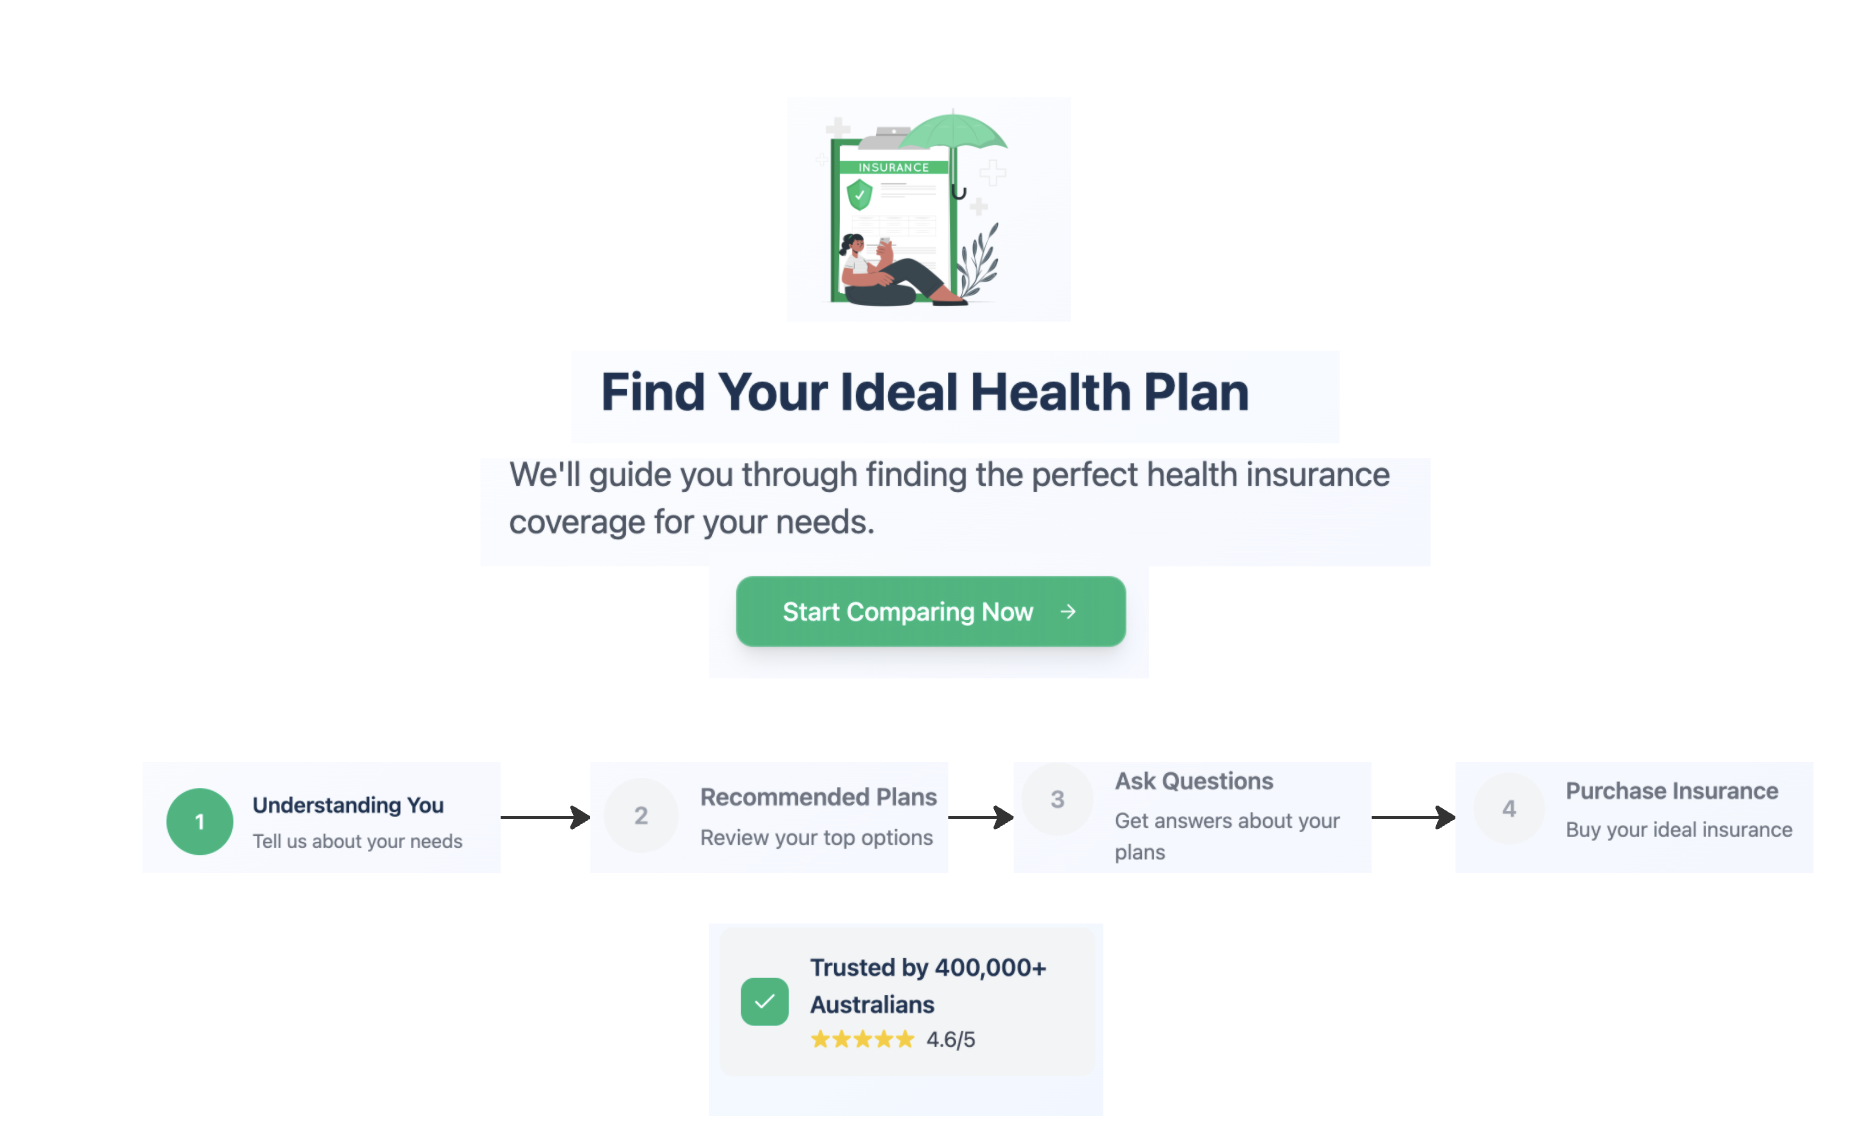 INSURANCE
Find Your Ideal Health Plan
We'll guide you through finding the perfect health insurance
coverage for your needs.
Start Comparing Now
1
Understanding You
Tell us about your needs
2
Recommended Plans
Review your top options
3
Ask Questions
Get answers about your
plans
4
Purchase Insurance
Buy your ideal insurance
Trusted by 400,000+
Australians
4.6/5